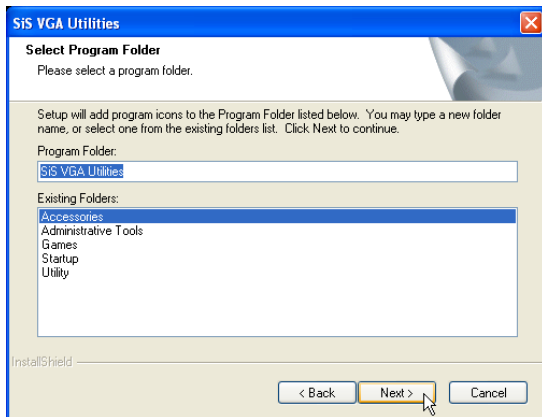 SiS VGA Utilities
Select Program Folder
Please select a program folder.
Setup will add program icons to the Program Folder listed below. You may type a new folder
name, or select one from the existing folders list. Click Next to continue.
Program Folder:
SiS VGA Utilities
Existing Folders:
Accessories
Administrative Tools
Games
Startup
Utility
InstallShield
< Back
Next >
Cancel